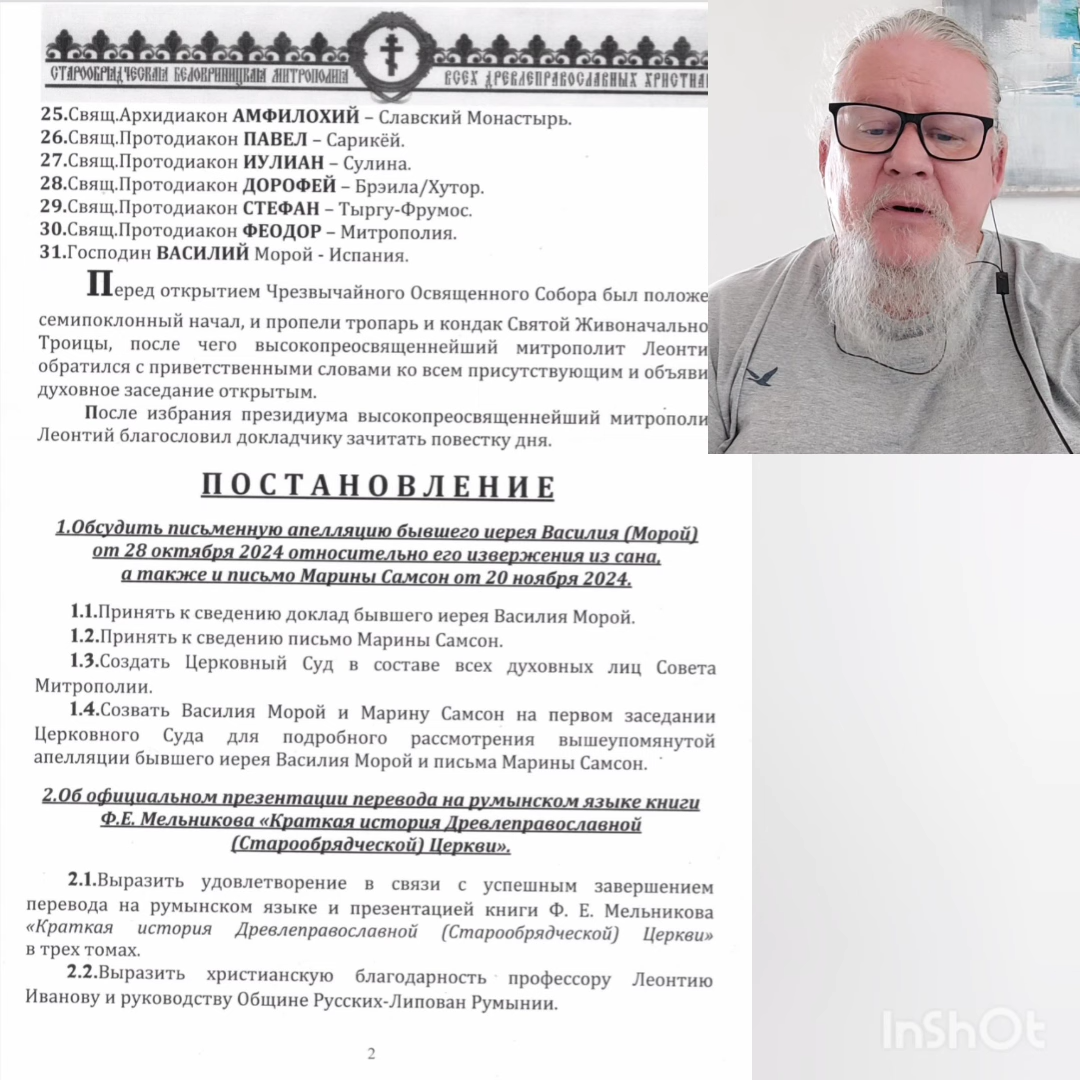 СТАРООБРЯДЧЕСКАЯ БЕЛОКРИНИЦКАЯ МИТРОПОЛИЯ ВСЕХ ДРЕВЛЕПРАВОСЛАВНЫХ ХРИСТИА
25.Свящ.Архидиакон АМФИЛОХИЙ – Славский Монастырь.
26.Свящ.Протодиакон ПАВЕЛ – Сарикёй.
27.Свящ.Протодиакон ИУЛИАН – Сулина.
28.Свящ.Протодиакон ДОРОФЕЙ – Брэила/Хутор.
29.Свящ.Протодиакон СТЕФАН – Тыргу-Фрумос.
30.Свящ.Протодиакон ФЕОДОР – Митрополия.
31.Господин ВАСИЛИЙ Морой - Испания.
Перед открытием Чрезвычайного Освященного Собора был положе
семипоклонный начал, и пропели тропарь и кондак Святой Живоначально
Троицы, после чего высокопреосвященнейший митрополит Леонти
обратился с приветственными словами ко всем присутствующим и объяви
духовное заседание открытым.
После избрания президиума высокопреосвященнейший митрополи
Леонтий благословил докладчику зачитать повестку дня.
ПОСТАНОВЛЕНИЕ
1.Обсудить письменную апелляцию бывшего иерея Василия (Морой)
от 28 октября 2024 относительно его извержения из сана,
а также и письмо Марины Самсон от 20 ноября 2024.
1.1.Принять к сведению доклад бывшего иерея Василия Морой.
1.2.Принять к сведению письмо Марины Самсон.
1.3.Создать Церковный Суд в составе всех духовных лиц Совета
Митрополии.
1.4.Созвать Василия Морой и Марину Самсон на первом заседании
Церковного Суда для подробного рассмотрения вышеупомянутой
апелляции бывшего иерея Василия Морой и письма Марины Самсон.
2.Об официальном презентации перевода на румынском языке книги
Ф.Е. Мельникова «Краткая история Древлеправославной
(Старообрядческой) Церкви».
2.1.Выразить удовлетворение в связи с успешным завершением
перевода на румынском языке и презентацией книги Ф. Е. Мельникова
«Краткая история Древлеправославной (Старообрядческой) Церкви»
в трех томах.
2.2.Выразить христианскую благодарность профессору Леонтию
Иванову и руководству Общине Русских-Липован Румынии.
2
InShOt